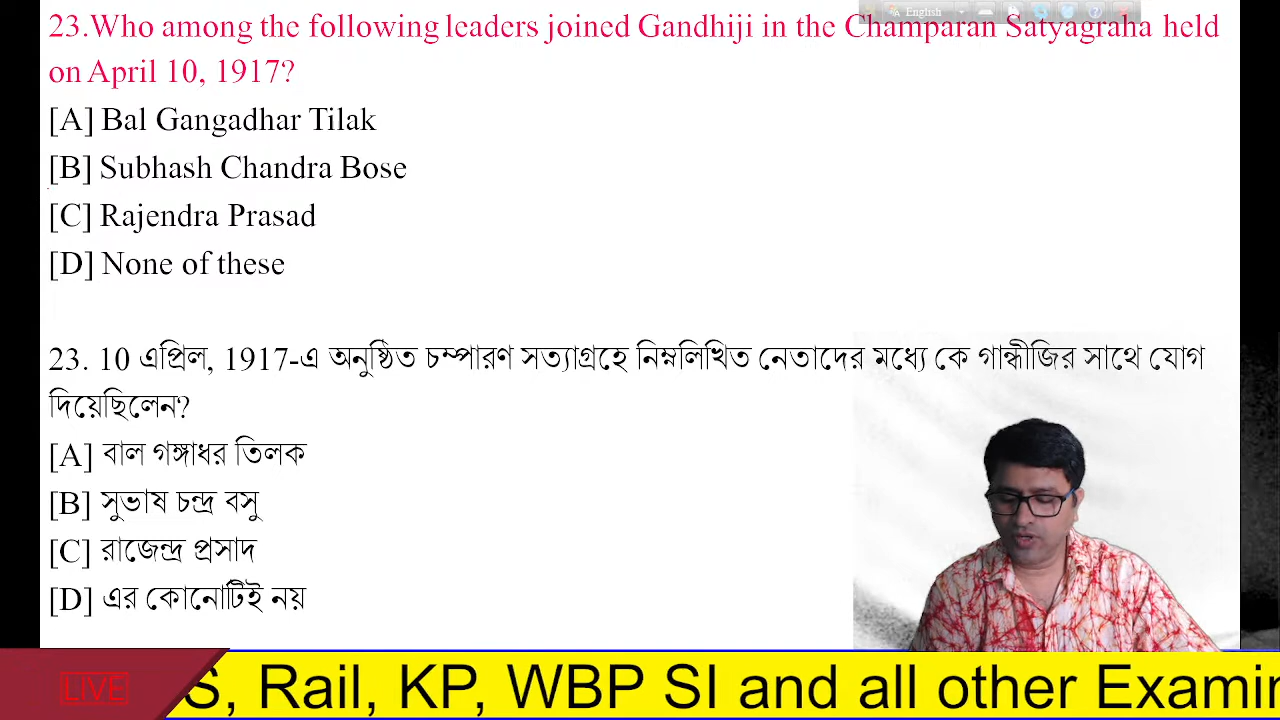 English
23.Who among the following leaders joined Gandhiji in the Champaran Satyagraha held
on April 10, 1917?
[A] Bal Gangadhar Tilak
[B] Subhash Chandra Bose
[C] Rajendra Prasad
[D] None of these
23. 10 এপ্রিল, 1917-এ অনুষ্ঠিত চম্পারণ সত্যাগ্রহে নিম্নলিখিত নেতাদের মধ্যে কে গান্ধীজির সাথে যোগ
দিয়েছিলেন?
[A] বাল গঙ্গাধর তিলক
[B] সুভাষ চন্দ্র বসু
[C] রাজেন্দ্র প্রসাদ
[D] এর কোনোটিই নয়
LIVE
S, Rail, KP, WBP SI and all other Examin